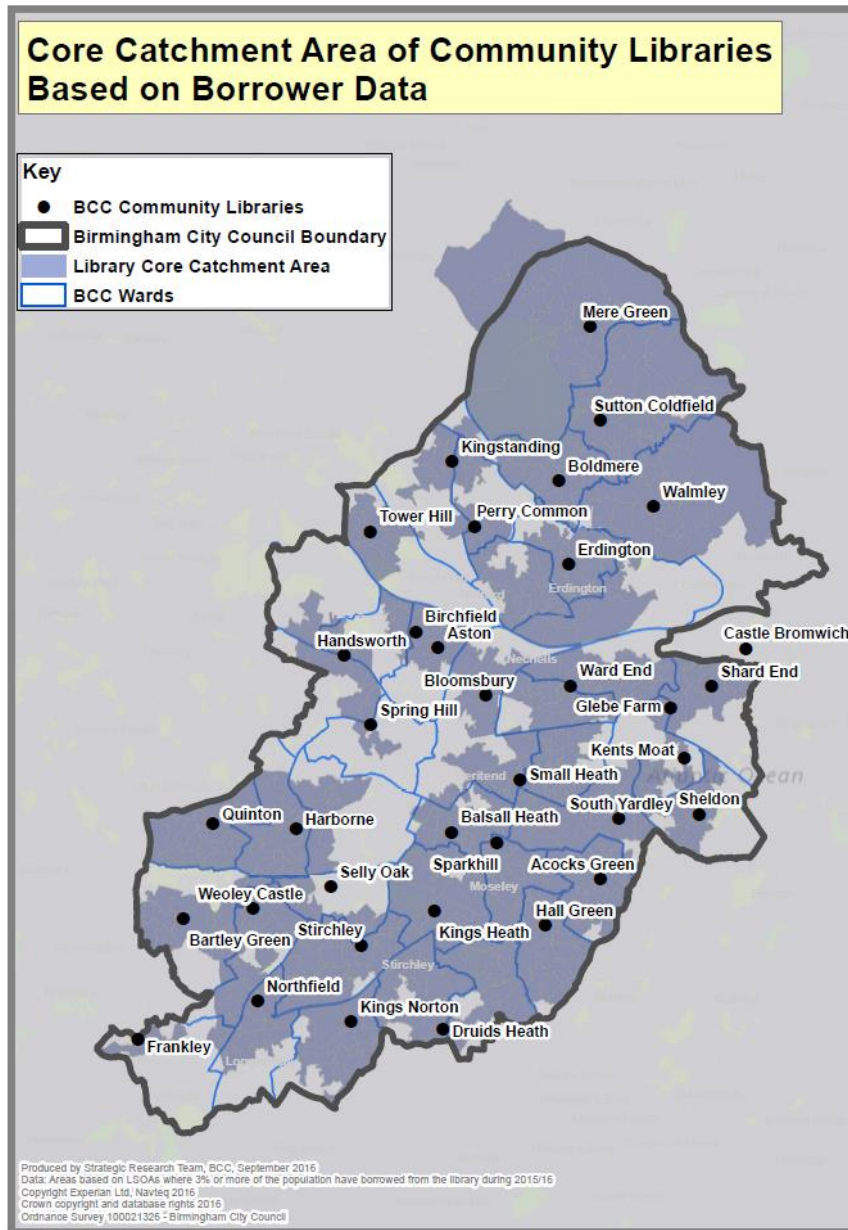 Core Catchment Area of Community Libraries
Based on Borrower Data
Key
BCC Community Libraries
Birmingham City Council Boundary
Library Core Catchment Area
BCC Wards
Mere Green
Sutton Coldfield
Kingstanding
Boldmere
Walmley
Tower Hill
Perry Common
Erdington
Erdington
Birchfield
Aston
Handsworth
Castle Bromwich
Nechells
Ward End
Shard End
Bloomsbury
Glebe Farm
Spring Hill
Kents Moat
Small Heath
Ocean
South Yardley
Sheldon
Quinton
Harborne
Balsall Heath
Sparkhill
Acocks Green
Selly Oak
Moseley
Weoley Castle
Hall Green
Bartley Green
Stirchley
Kings Heath
Stirchley
Northfield
Kings Norton
Druids Heath
Frankley
Produced by Strategic Research Team, BCC, September 2016
Data: Areas based on LSOAs where 3% or more of the population have borrowed from the library during 2015/16
Copyright Experian Ltd, Navteq 2016
Crown copyright and database rights 2016
Ordnance Survey 100021326 - Birmingham City Council